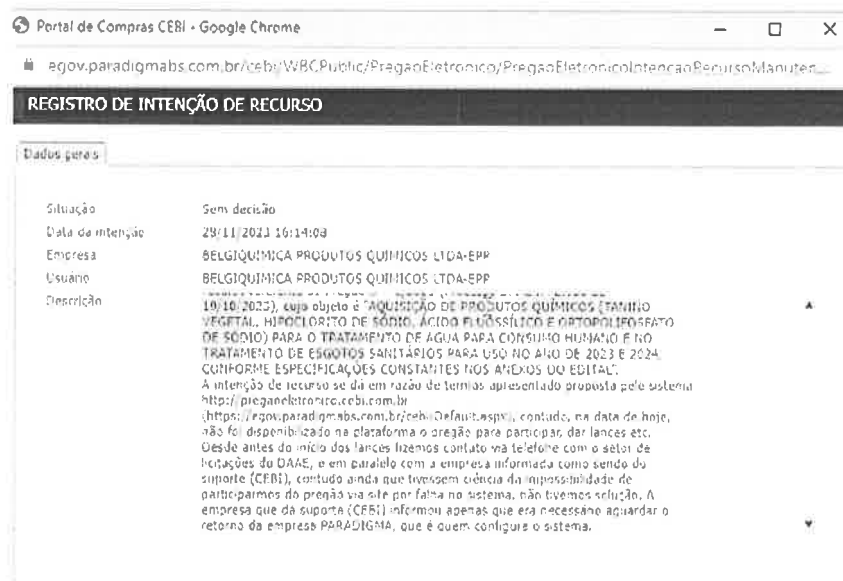 Portal de Compras CEBI - Google Chrome
egov.paradigmabs.com.br/cebi/WBCPublic/PregaoEletronico/PregaoEletronicoIntencaoRecursoManuten...
REGISTRO DE INTENÇÃO DE RECURSO
Dados gerais
Situação Sem decisão
Data da intenção 29/11/2023 16:14:08
Empresa BELGIQUIMICA PRODUTOS QUIMICOS LTDA-EPP
Usuário BELGIQUIMICA PRODUTOS QUIMICOS LTDA-EPP
Descrição
19/10/2023), cujo objeto é "AQUISIÇÃO DE PRODUTOS QUÍMICOS (TANINO
VEGETAL, HIPOCLORITO DE SÓDIO, ÁCIDO FLUOSSÍLICO E ORTOPOLIFOSFATO
DE SÓDIO) PARA O TRATAMENTO DE AGUA PARA CONSUMO HUMANO E NO
TRATAMENTO DE ESGOTOS SANITÁRIOS PARA USO NO ANO DE 2023 E 2024,
CONFORME ESPECIFICAÇÕES CONSTANTES NOS ANEXOS DO EDITAL".
A intenção de recurso se dá em razão de termos apresentado proposta pelo sistema
http://pregaoeletronico.cebi.com.br
(https://egov.paradigmabs.com.br/cebi/Default.aspx), contudo, na data de hoje,
não foi disponibilizado na plataforma o pregão para participar, dar lances etc.
Desde antes do início dos lances fizemos contato via telefone com o setor de
licitações do DAAE, e em paralelo com a empresa informada como sendo do
suporte (CEBI), contudo ainda que tivessem ciência da impossibilidade de
participarmos do pregão via site por falha no sistema, não tivemos solução. A
empresa que da suporte (CEBI) informou apenas que era necessário aguardar o
retorno da empresa PARADIGMA, que é quem configura o sistema.